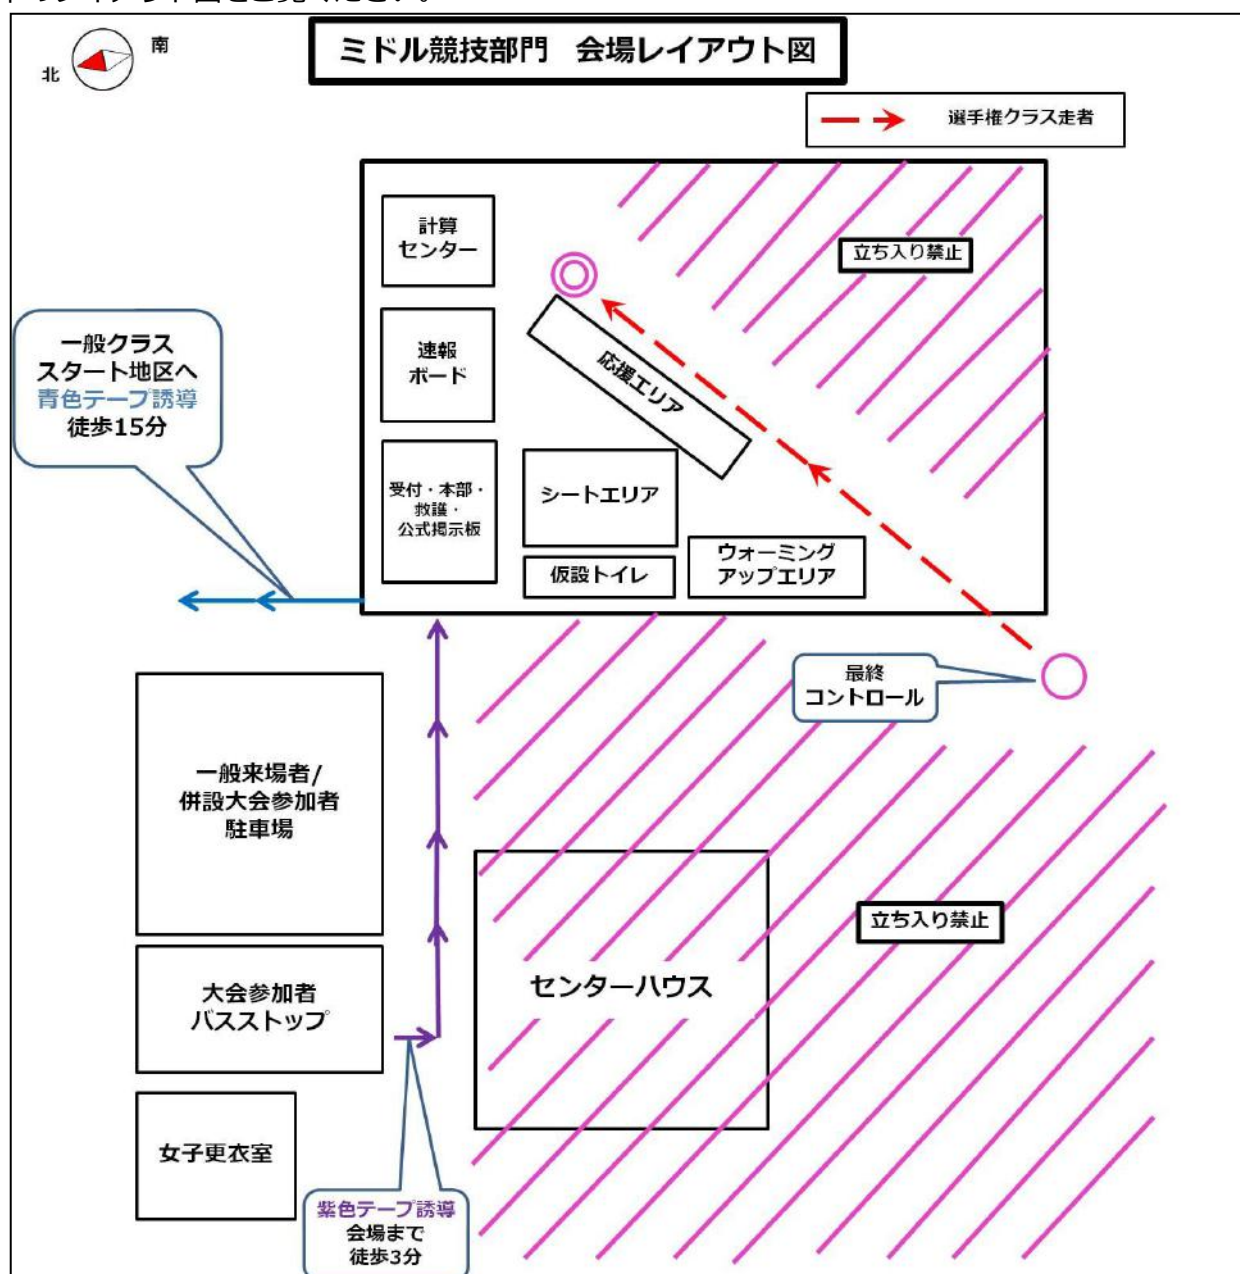 南
北
ミドル競技部門 会場レイアウト図
選手権クラス走者
計算
センター
立ち入り禁止
一般クラス
スタート地区へ
青色テープ誘導
徒歩15分
速報
ボード
応援エリア
受付・本部・
救護・
公式掲示板
シートエリア
仮設トイレ
ウォーミング
アップエリア
最終
コントロール
一般来場者/
併設大会参加者
駐車場
立ち入り禁止
大会参加者
バスストップ
センターハウス
女子更衣室
紫色テープ誘導
会場まで
徒歩3分